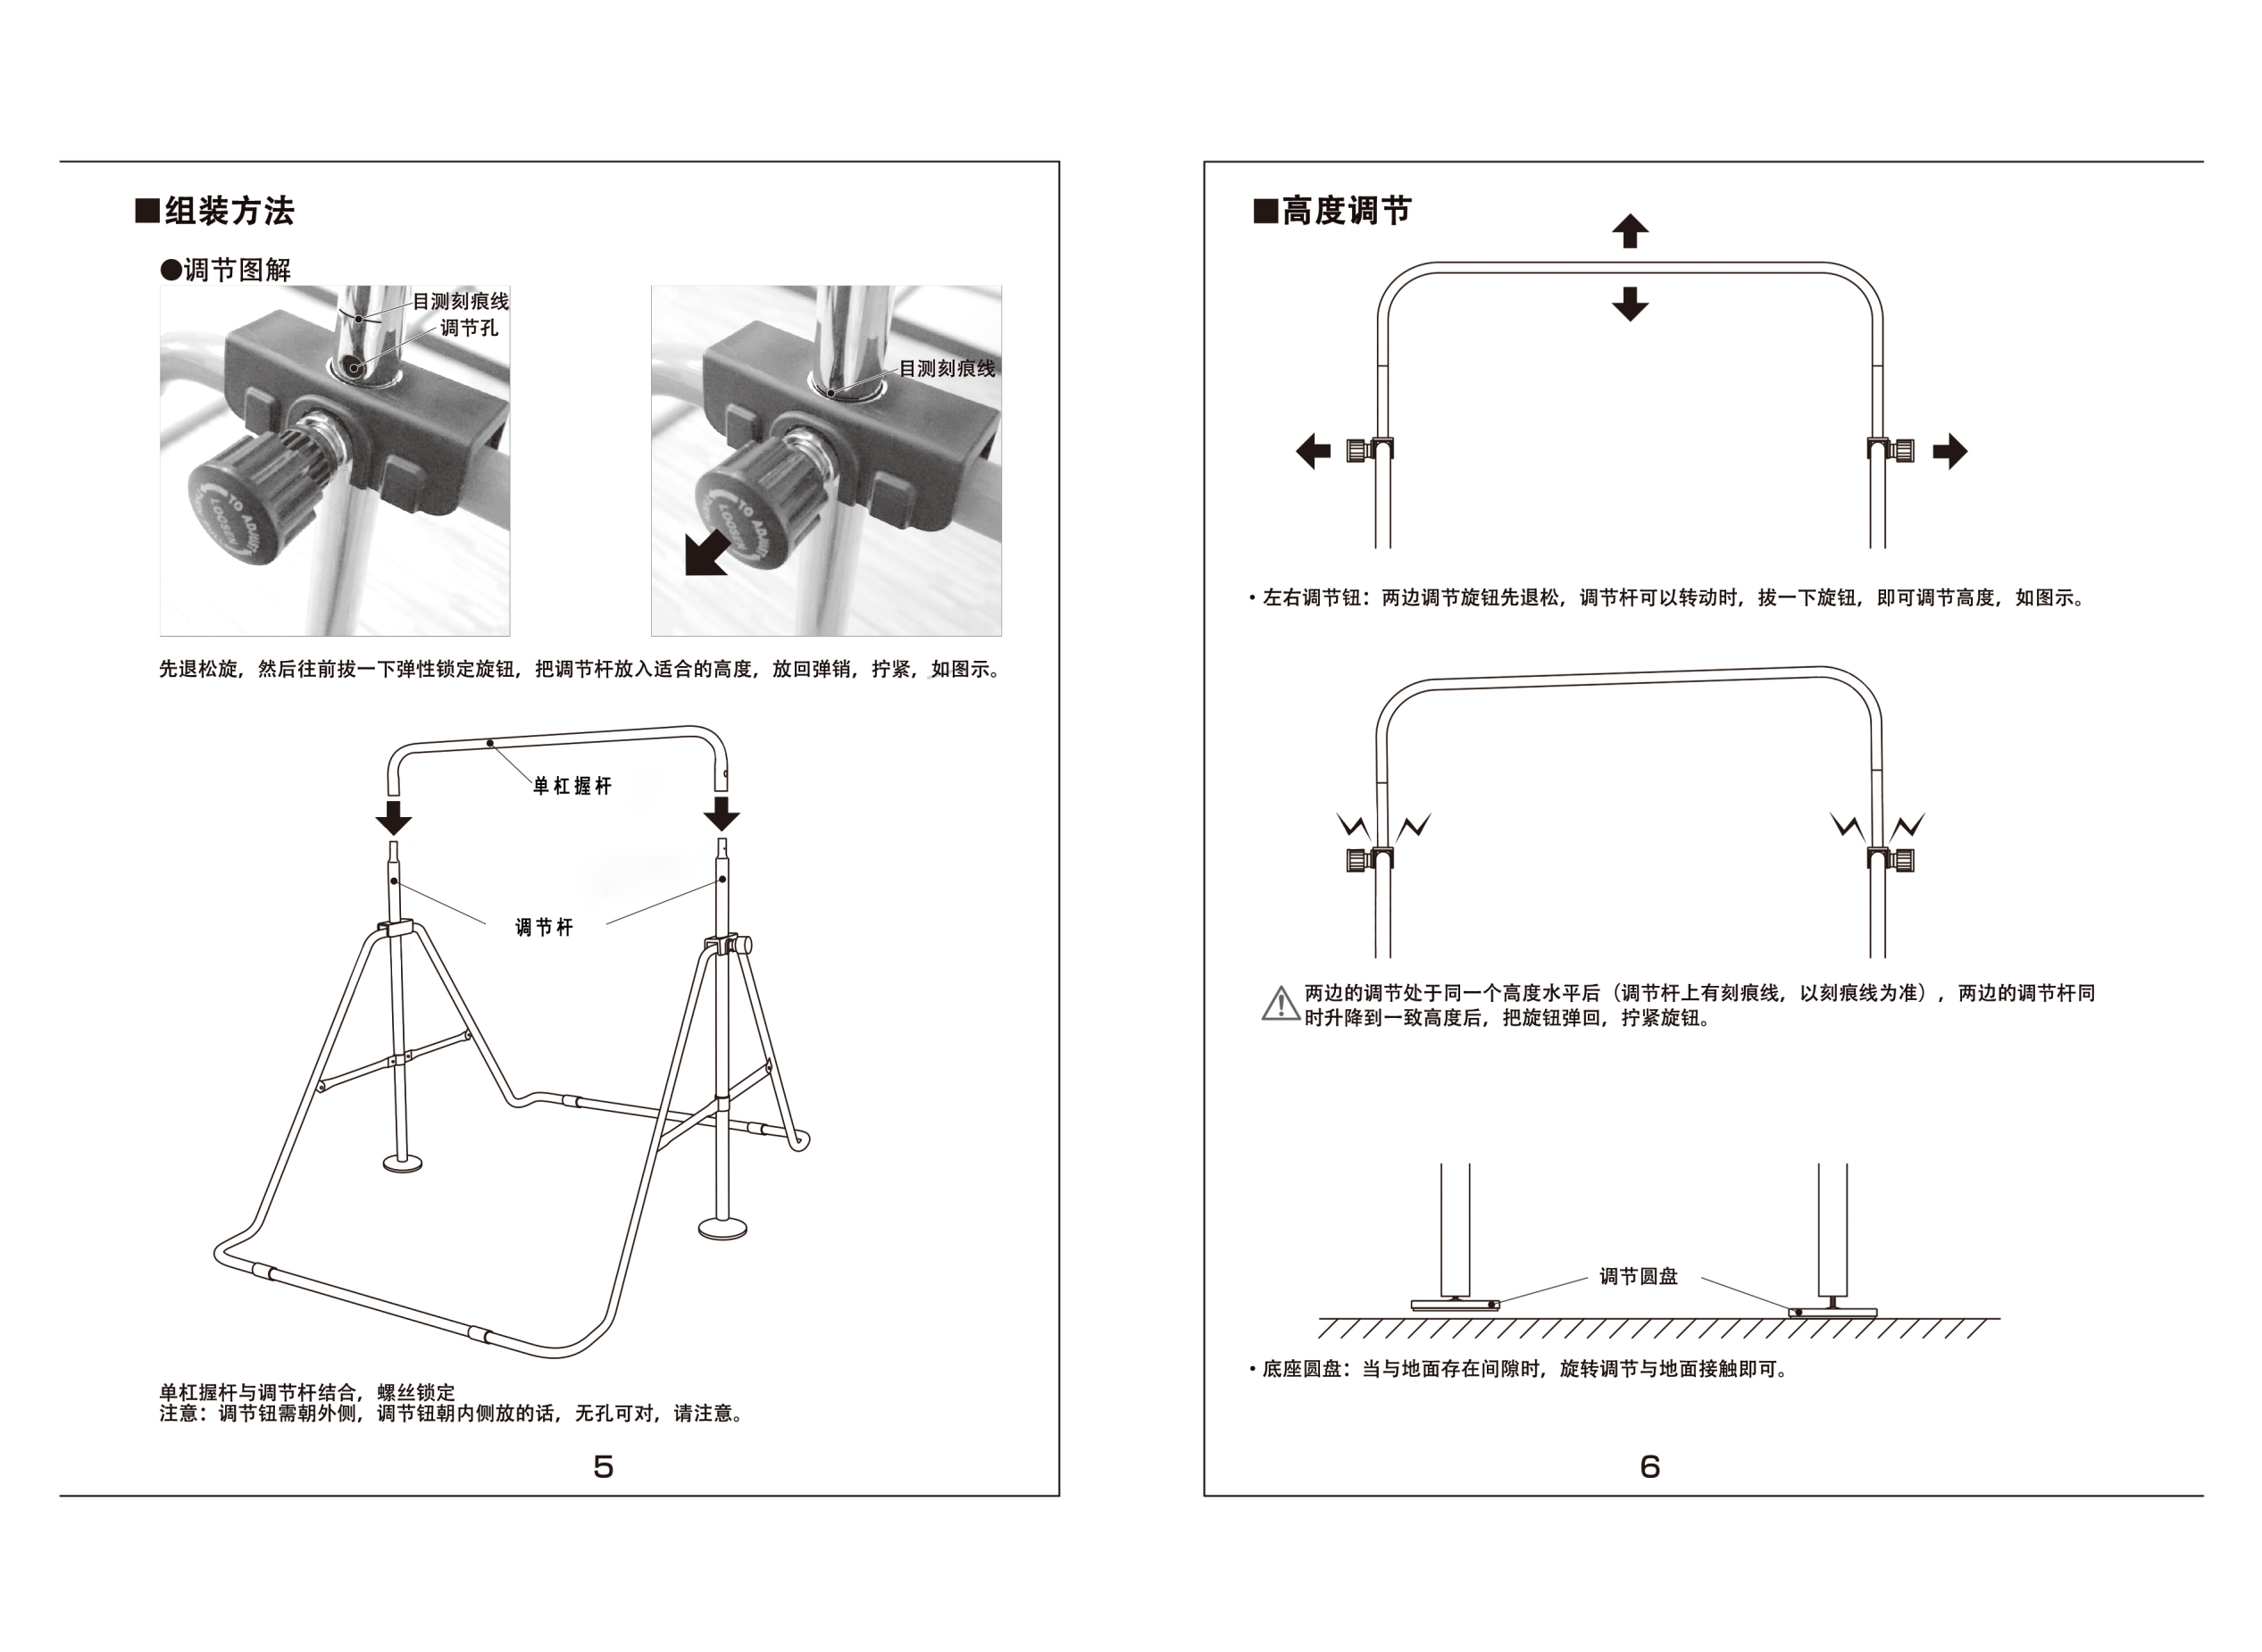 ■组装方法
●调节图解
目测刻痕线
调节孔
TO ADJUST
LOOSEN
目测刻痕线
TO ADJUST
LOOSEN
先退松旋，然后往前拔一下弹性锁定旋钮，把调节杆放入适合的高度，放回弹销，拧紧，如图示。
单杠握杆
调节杆
单杠握杆与调节杆结合，螺丝锁定
注意：调节钮需朝外侧，调节钮朝内侧放的话，无孔可对，请注意。
5
■高度调节
・左右调节钮：两边调节旋钮先退松，调节杆可以转动时，拔一下旋钮，即可调节高度，如图示。
两边的调节处于同一个高度水平后（调节杆上有刻痕线，以刻痕线为准），两边的调节杆同
时升降到一致高度后，把旋钮弹回，拧紧旋钮。
调节圆盘
・底座圆盘：当与地面存在间隙时，旋转调节与地面接触即可。
6